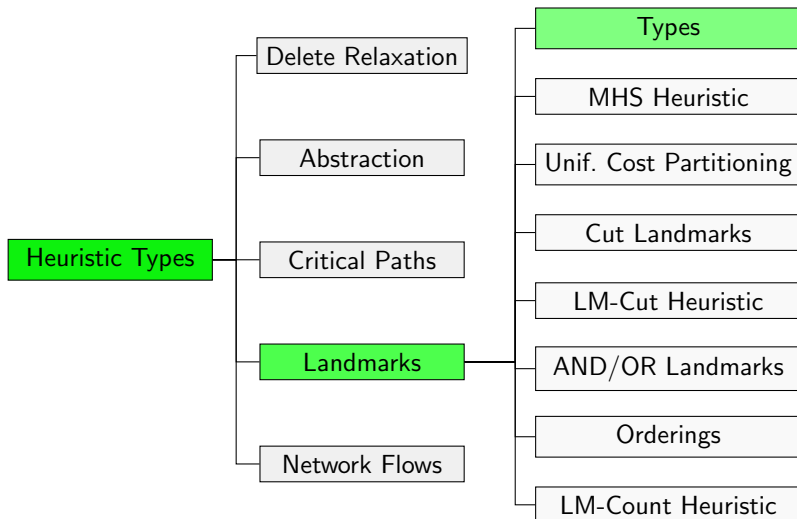 Heuristic Types
Delete Relaxation
Abstraction
Critical Paths
Landmarks
Network Flows
Types
MHS Heuristic
Unif. Cost Partitioning
Cut Landmarks
LM-Cut Heuristic
AND/OR Landmarks
Orderings
LM-Count Heuristic